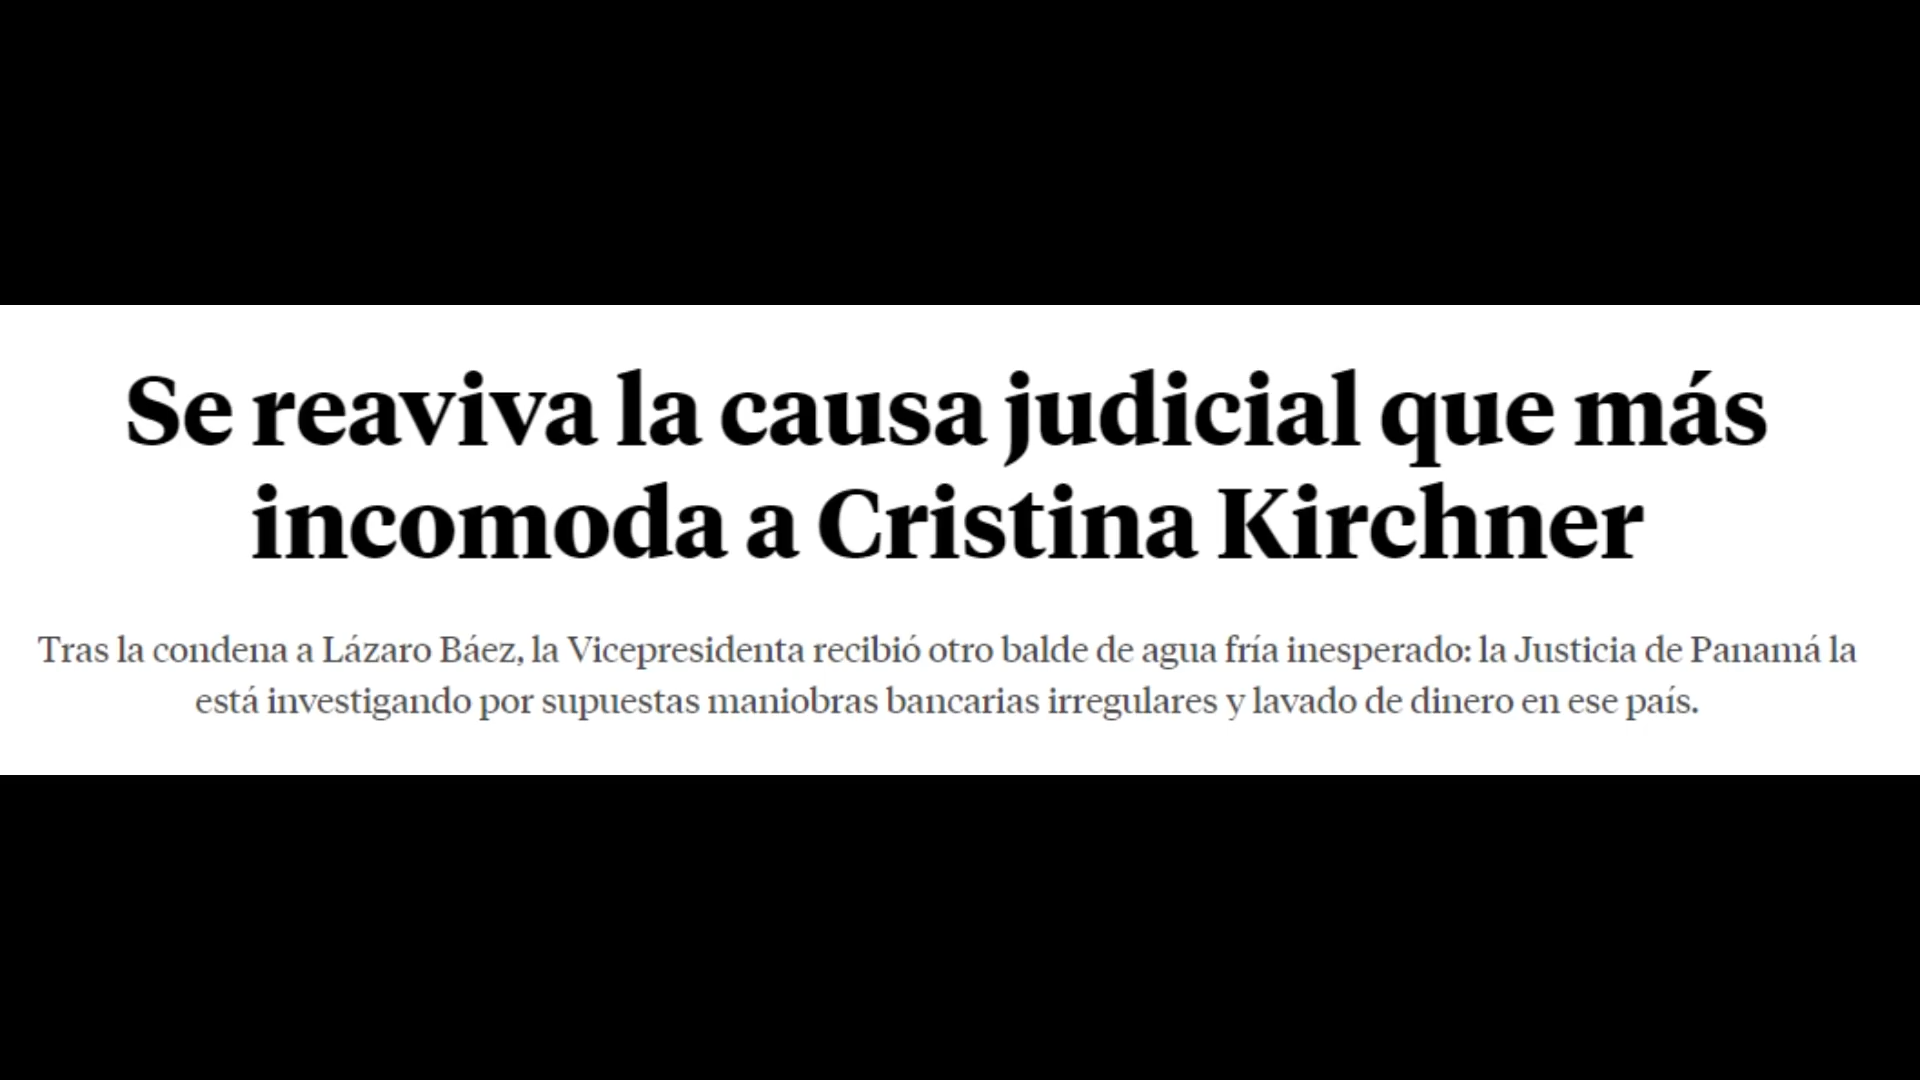 Se reaviva la causa judicial que más
incomoda a Cristina Kirchner
Tras la condena a Lázaro Báez, la Vicepresidenta recibió otro balde de agua fría inesperado: la Justicia de Panamá la
está investigando por supuestas maniobras bancarias irregulares y lavado de dinero en ese país.